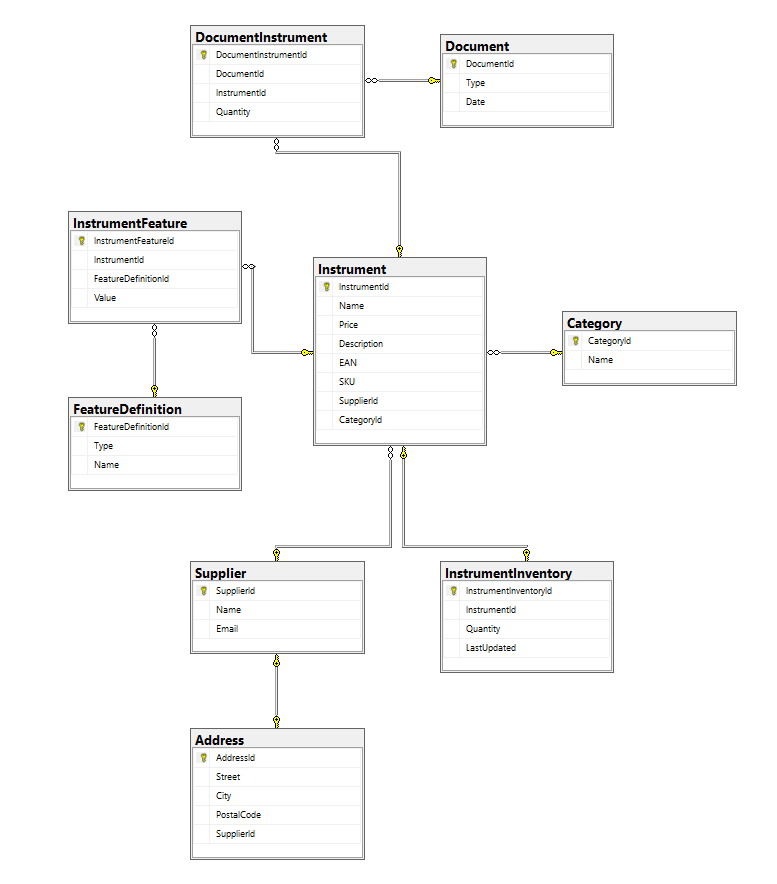 DocumentInstrument
DocumentInstrumentId
DocumentId
InstrumentId
Quantity
Document
DocumentId
Type
Date
InstrumentFeature
InstrumentFeatureId
InstrumentId
FeatureDefinitionId
Value
Instrument
InstrumentId
Name
Price
Description
EAN
SKU
SupplierId
CategoryId
Category
CategoryId
Name
FeatureDefinition
FeatureDefinitionId
Type
Name
Supplier
SupplierId
Name
Email
InstrumentInventory
InstrumentInventoryId
InstrumentId
Quantity
LastUpdated
Address
AddressId
Street
City
PostalCode
SupplierId